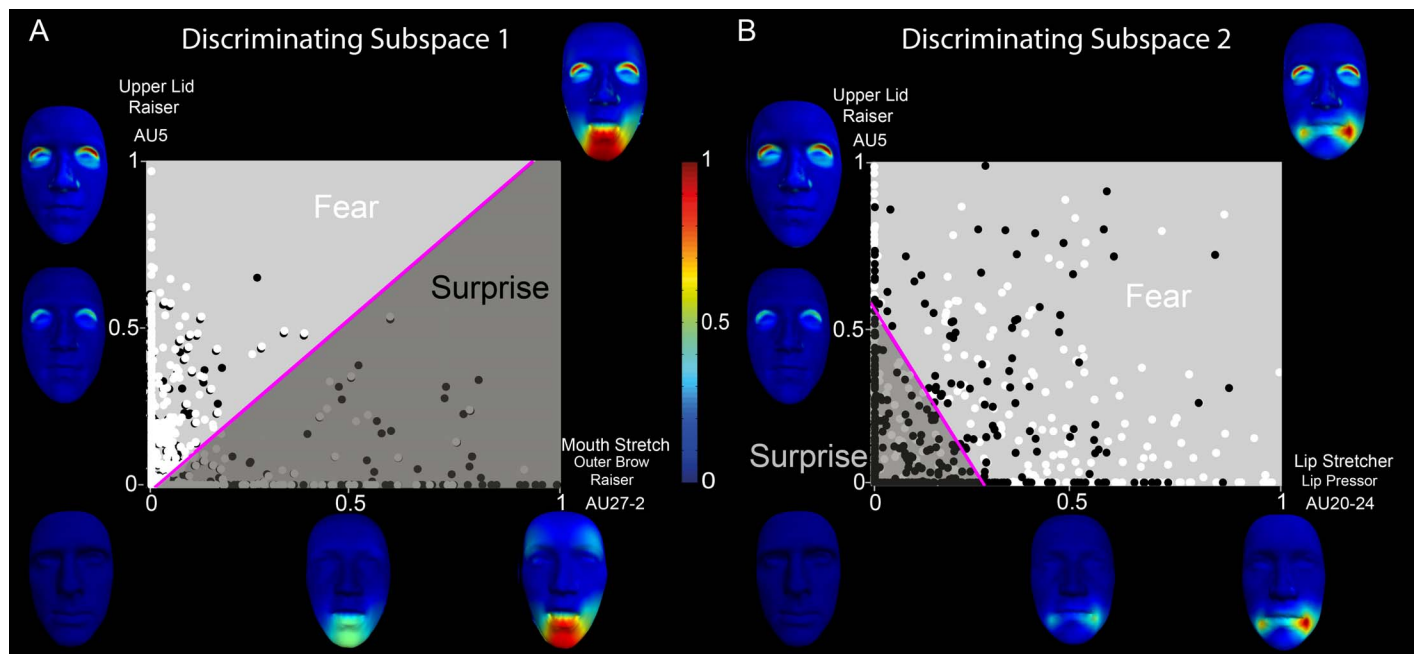 A
Discriminating Subspace 1
Upper Lid
Raiser
AU5
1
Fear
Surprise
0.5
Mouth Stretch
Outer Brow
Raiser
0
0
0.5
1
AU27-2
1
0.5
0
B
Discriminating Subspace 2
Upper Lid
Raiser
AU5
1
Fear
0.5
Surprise
Lip Stretcher
Lip Pressor
0
0
0.5
1
AU20-24